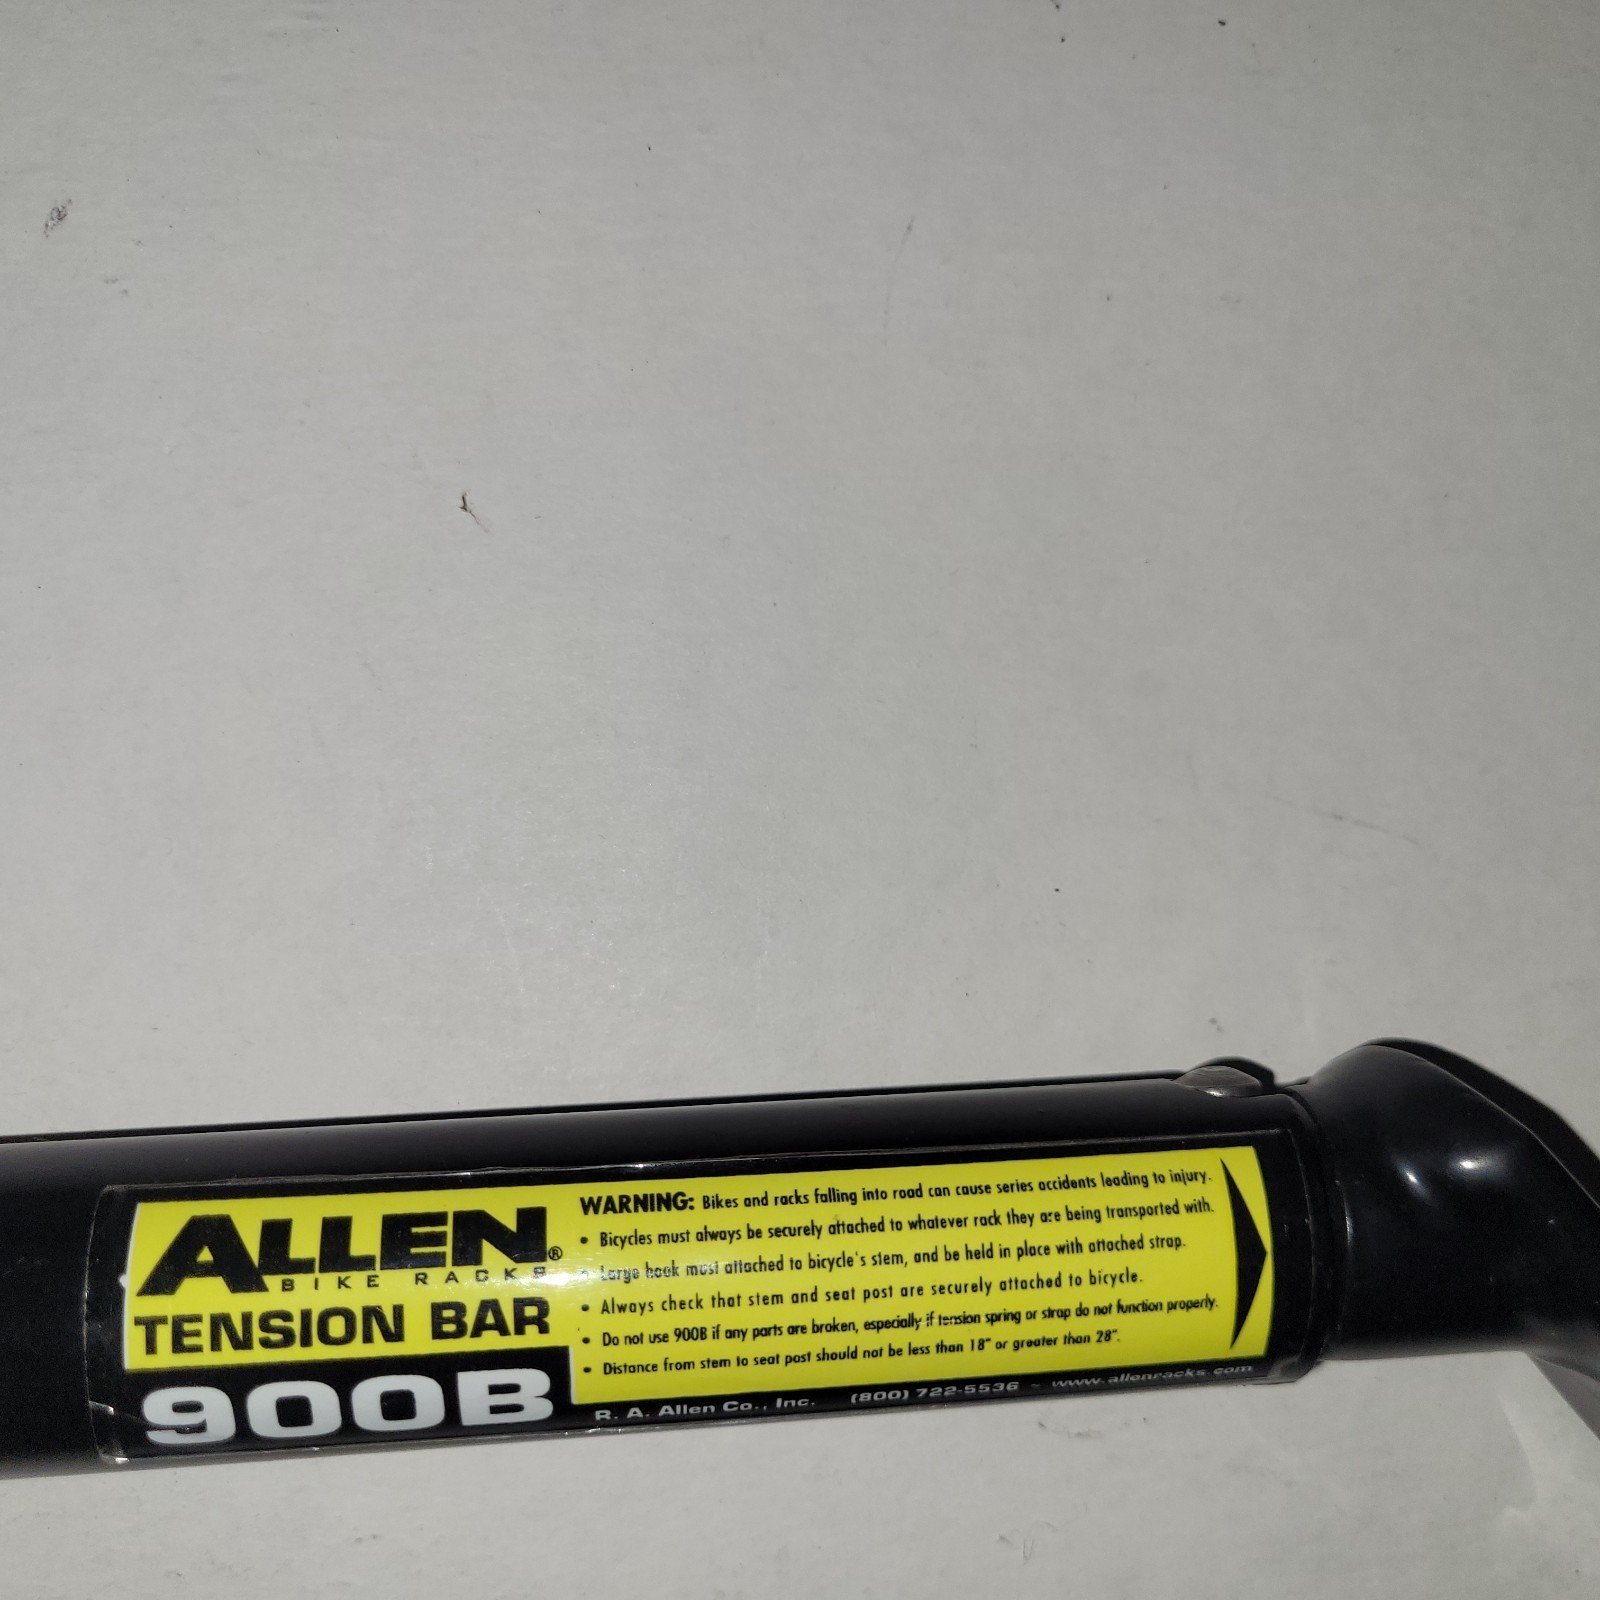 ALLEN®
BIKE RACKS
TENSION BAR
900B
WARNING: Bikes and racks falling into road can cause series accidents leading to injury.
• Bicycles must always be securely attached to whatever rack they are being transported with.
• Large hook most attached to bicycle's stem, and be held in place with attached strap.
• Always check that stem and seat post are securely attached to bicycle.
• Do not use 900B if any parts are broken, especially if tension spring or strap do not function properly.
• Distance from stem to seat post should not be less than 18" or greater than 28".
R. A. Allen Co., Inc. (800) 722-5536 ~ www.allenracks.com